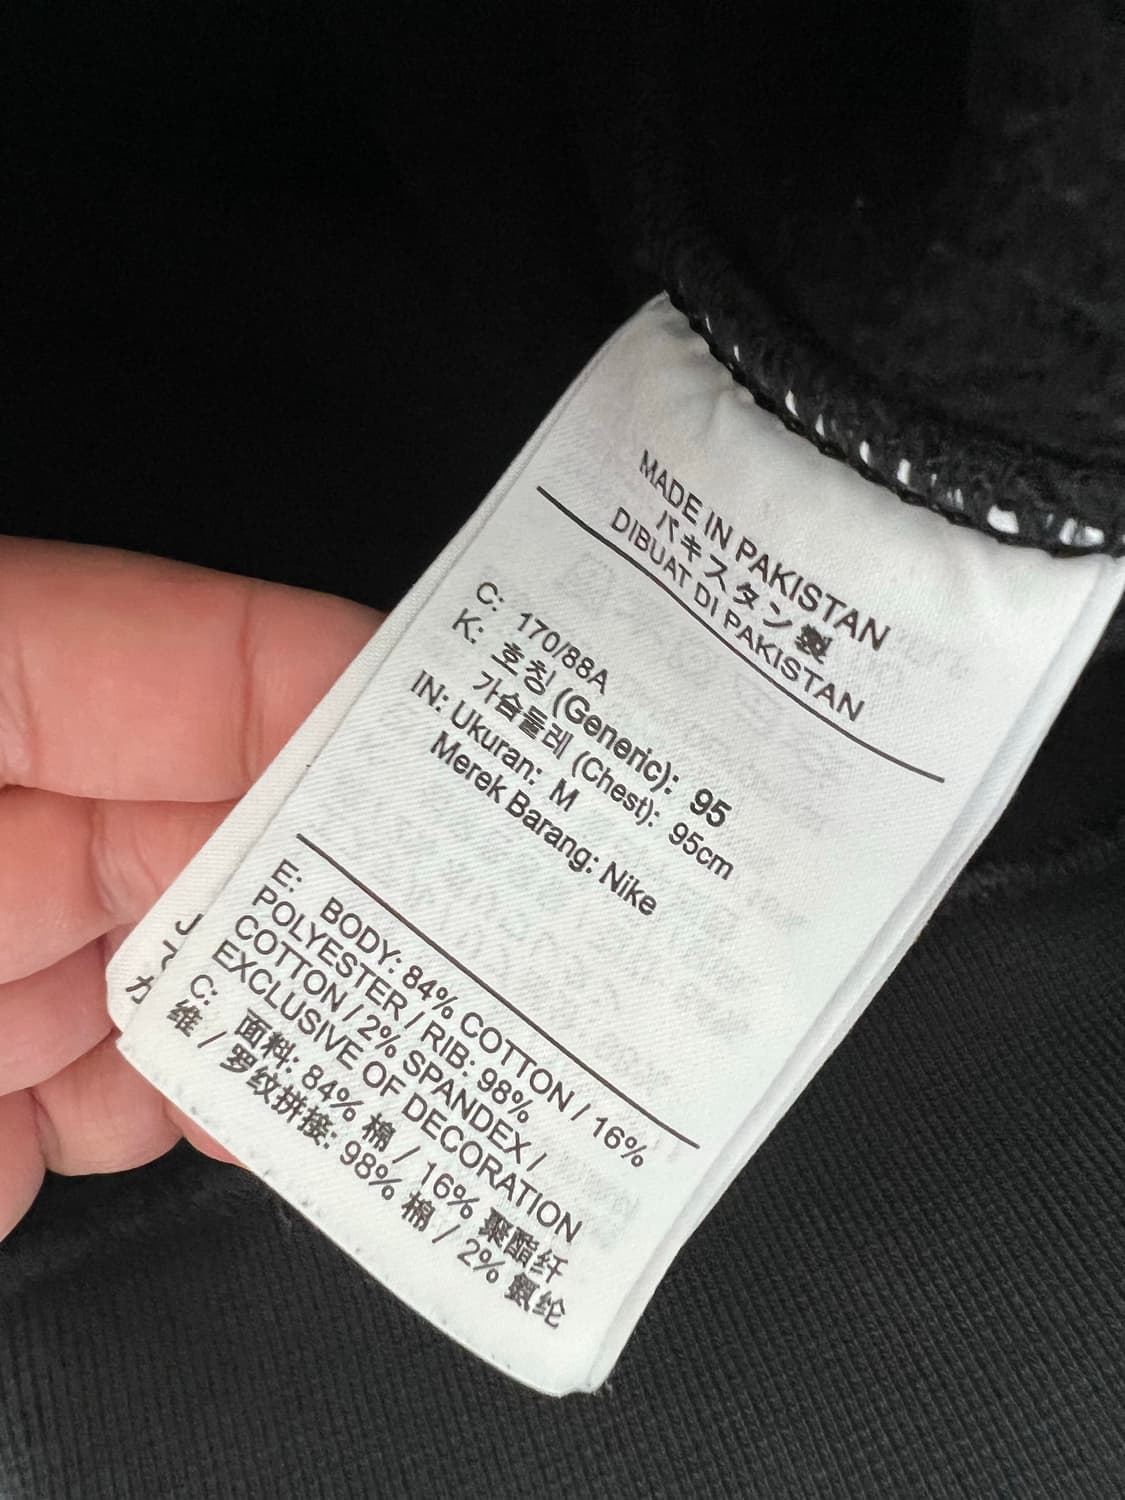 MADE IN PAKISTAN
パキスタン製
DIBUAT DI PAKISTAN
C: 170/88A
K: 호칭 (Generic): 95
가슴둘레 (Chest): 95cm
IN: Ukuran: M
Merek Barang: Nike
E: BODY: 84% COTTON / 16%
POLYESTER / RIB: 98%
COTTON / 2% SPANDEX /
EXCLUSIVE OF DECORATION
C: 面料: 84% 棉 / 16% 聚酯纤
维 / 罗纹拼接: 98% 棉 / 2% 氨纶
J
カ